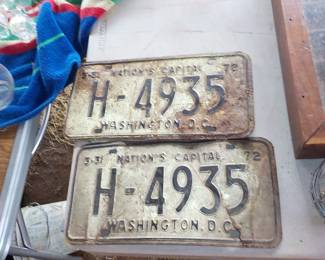 3-31 NATION'S CAPITAL 72
H-4935
WASHINGTON, D.C.
3-31 NATION'S CAPITAL 72
H-4935
WASHINGTON, D.C.